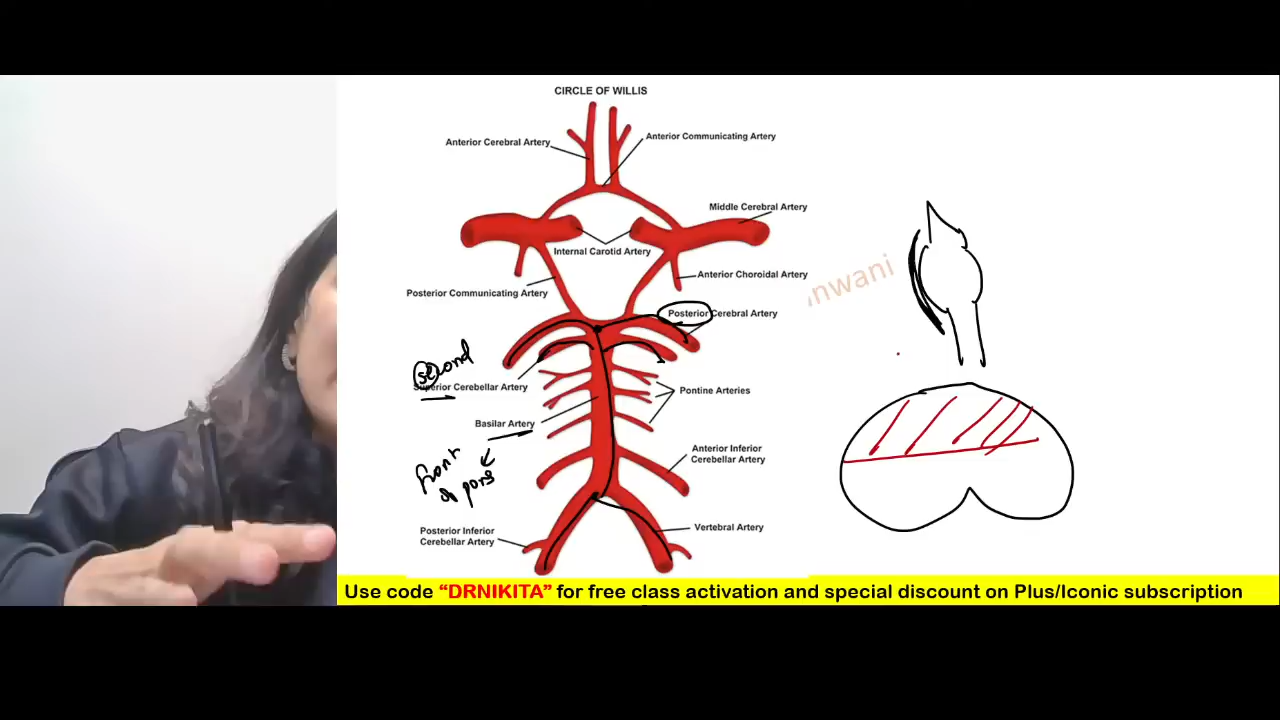 CIRCLE OF WILLIS
Anterior Cerebral Artery
Anterior Communicating Artery
Middle Cerebral Artery
Internal Carotid Artery
Anterior Choroidal Artery
Posterior Communicating Artery
Posterior Cerebral Artery
second
Superior Cerebellar Artery
Pontine Arteries
Basilar Artery
front
pons
Anterior Inferior
Cerebellar Artery
Posterior Inferior
Cerebellar Artery
Vertebral Artery
nwani
Use code “DRNIKITA” for free class activation and special discount on Plus/Iconic subscription